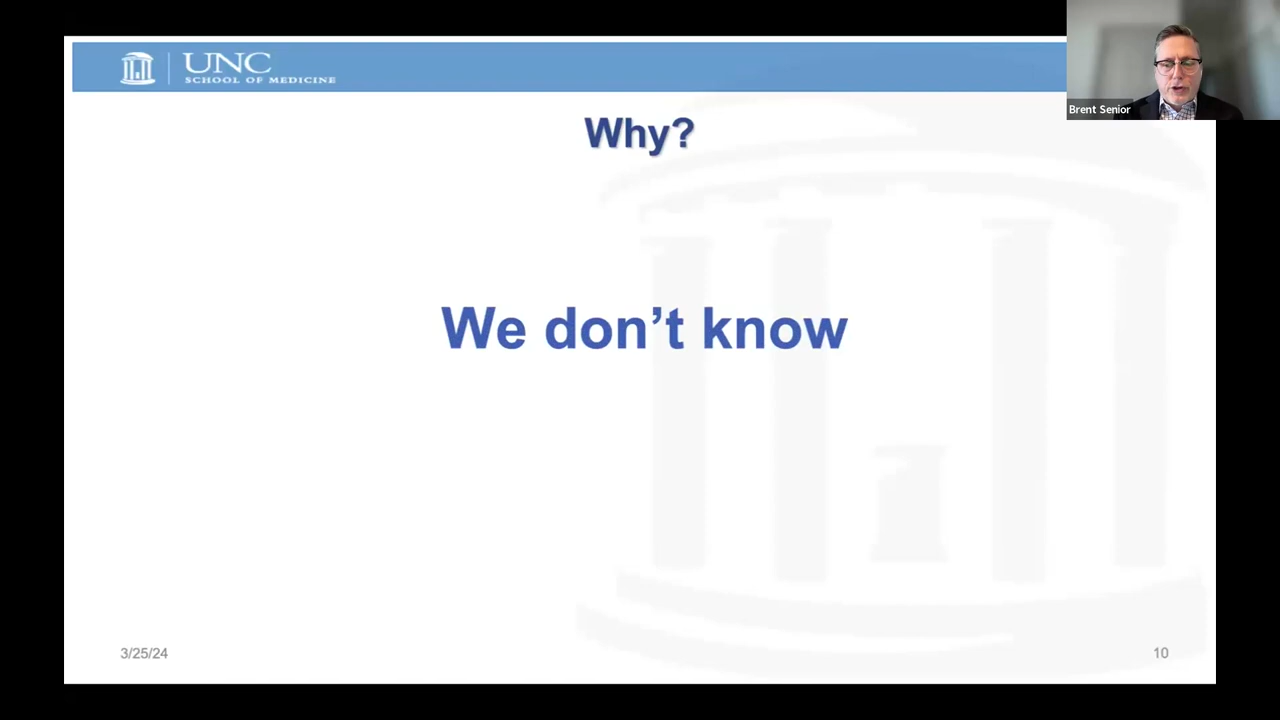 UNC
SCHOOL OF MEDICINE
Brent Senior
Why?
We don't know
3/25/24
10